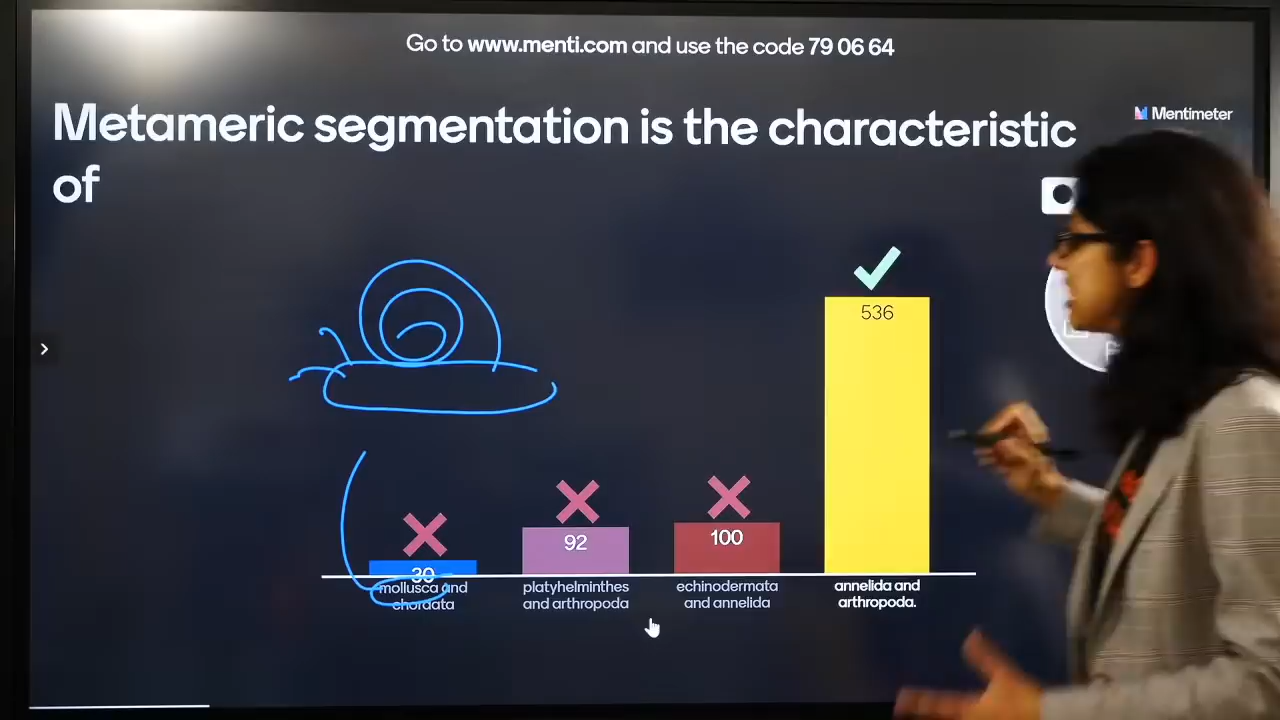 Go to www.menti.com and use the code 79 06 64
Metameric segmentation is the characteristic
of
Mentimeter
536
92
100
30
mollusca and
chordata
platyhelminthes
and arthropoda
echinodermata
and annelida
annelida and
arthropoda.